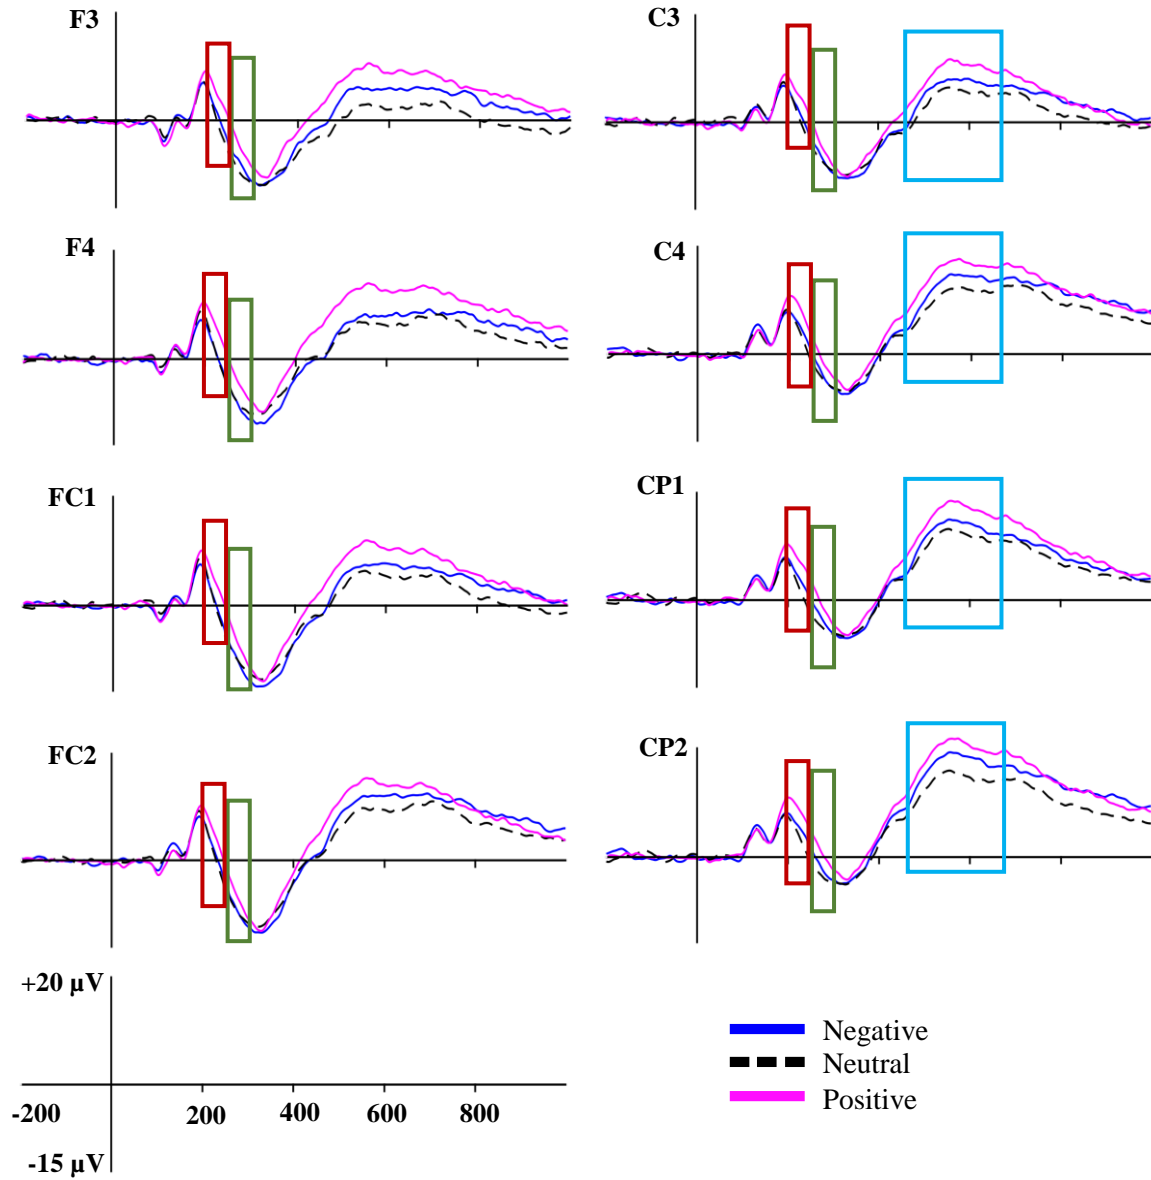 F3
C3
F4
C4
FC1
CP1
FC2
CP2
+20 µV
-200
200
400
600
800
-15 µV
Negative
Neutral
Positive